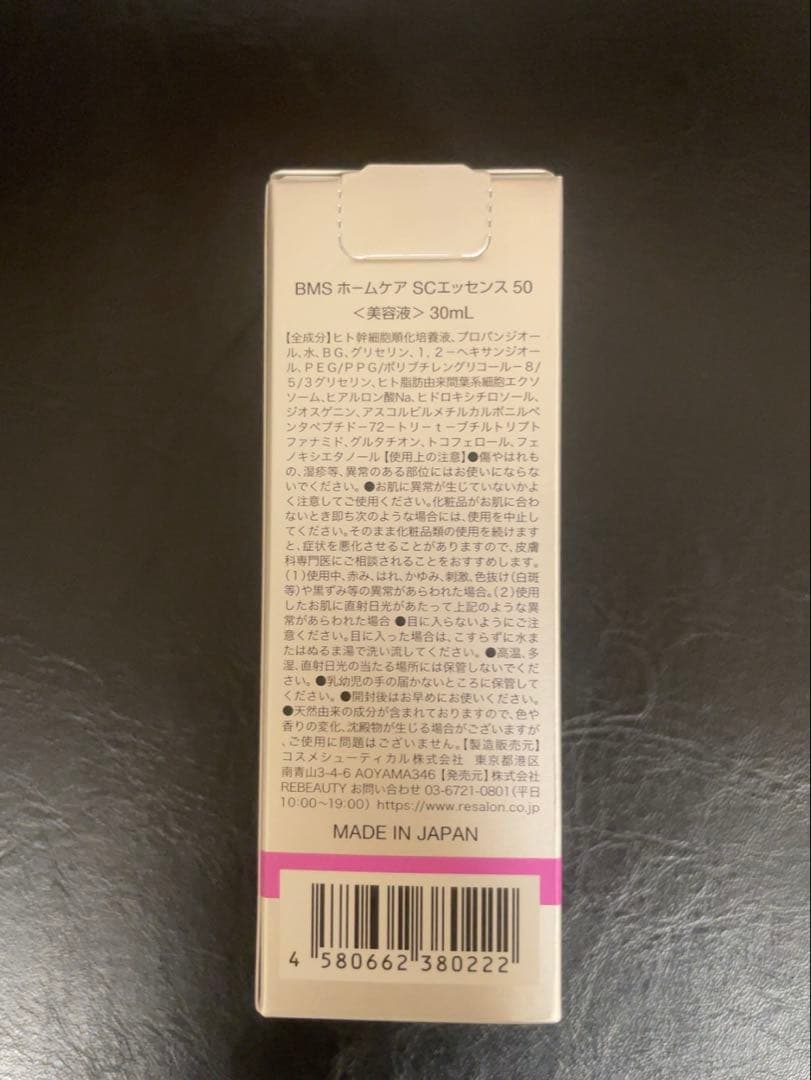 BMS ホームケア SCエッセンス 50
＜美容液＞ 30mL
【全成分】ヒト幹細胞順化培養液、プロパンジオー
ル、水、BG、グリセリン、1，2－ヘキサンジオー
ル、PEG/PPG/ポリブチレングリコール－8/
5/3グリセリン、ヒト脂肪由来間葉系細胞エクソ
ソーム、ヒアルロン酸Na、ヒドロキシチロソール、
ジオスゲニン、アスコルビルメチルカルボニルペ
ンタペプチド－72－トリ－t－ブチルトリプト
ファナミド、グルタチオン、トコフェロール、フェ
ノキシエタノール【使用上の注意】●傷やはれも
の、湿疹等、異常のある部位にはお使いにならな
いでください。●お肌に異常が生じていないかよ
く注意してご使用ください。化粧品がお肌に合わ
ないとき即ち次のような場合には、使用を中止し
てください。そのまま化粧品類の使用を続けます
と、症状を悪化させることがありますので、皮膚
科専門医にご相談されることをおすすめします。
（1）使用中、赤み、はれ、かゆみ、刺激、色抜け（白斑
等）や黒ずみ等の異常があらわれた場合。（2）使用
したお肌に直射日光があたって上記のような異
常があらわれた場合 ●目に入らないようにご注
意ください。目に入った場合は、こすらずに水ま
たはぬるま湯で洗い流してください。●高温、多
湿、直射日光の当たる場所には保管しないでくだ
さい。●乳幼児の手の届かないところに保管して
ください。●開封後はお早めにお使いください。
●天然由来の成分が含まれておりますので、色や
香りの変化、沈殿物が生じる場合がございますが
、ご使用に問題はございません。【製造販売元】
コスメシューティカル株式会社 東京都港区
南青山3-4-6 AOYAMA346【発売元】株式会社
REBEAUTY お問い合わせ 03-6721-0801（平日
10:00～19:00） https://www.resalon.co.jp
MADE IN JAPAN
4 580662 380222